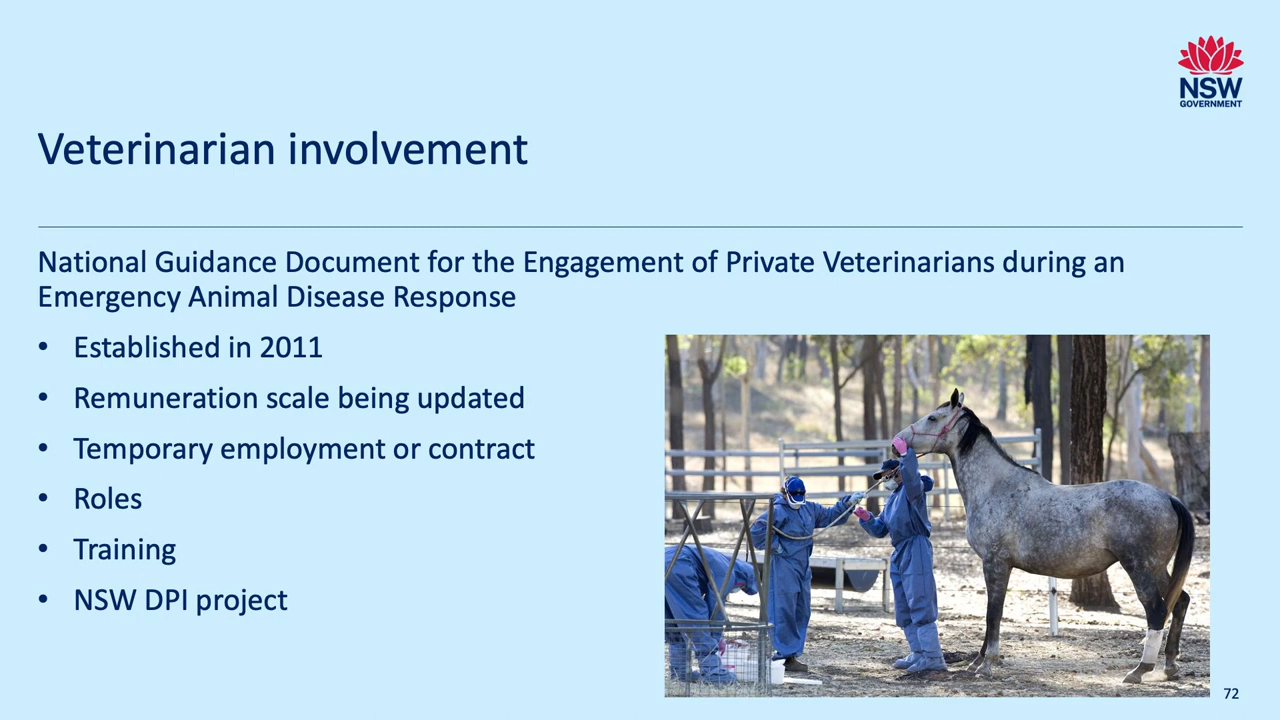 NSW
GOVERNMENT
Veterinarian involvement
National Guidance Document for the Engagement of Private Veterinarians during an
Emergency Animal Disease Response
• Established in 2011
• Remuneration scale being updated
• Temporary employment or contract
• Roles
• Training
• NSW DPI project
72